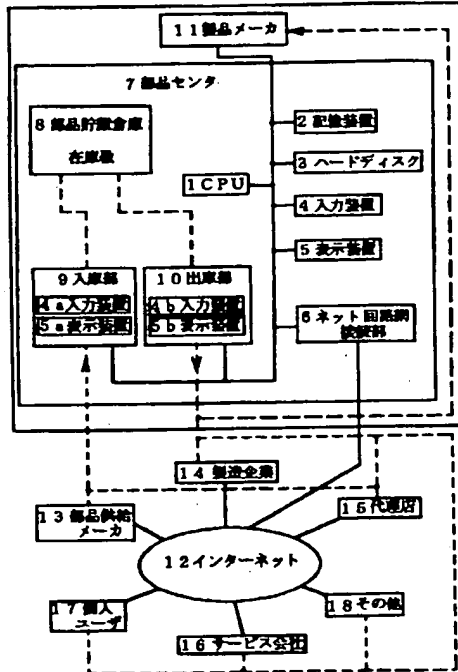 11製品メーカ
7部品センタ
8部品貯蔵倉庫
在庫数
2記憶装置
3ハードディスク
1CPU
4入力装置
5表示装置
9入庫部
4a入力装置
5a表示装置
10出庫部
4b入力装置
5b表示装置
6ネット回路網
接続部
14製造企業
13部品供給
メーカ
15代理店
12インターネット
17個人
ユーザ
18その他
16サービス公社